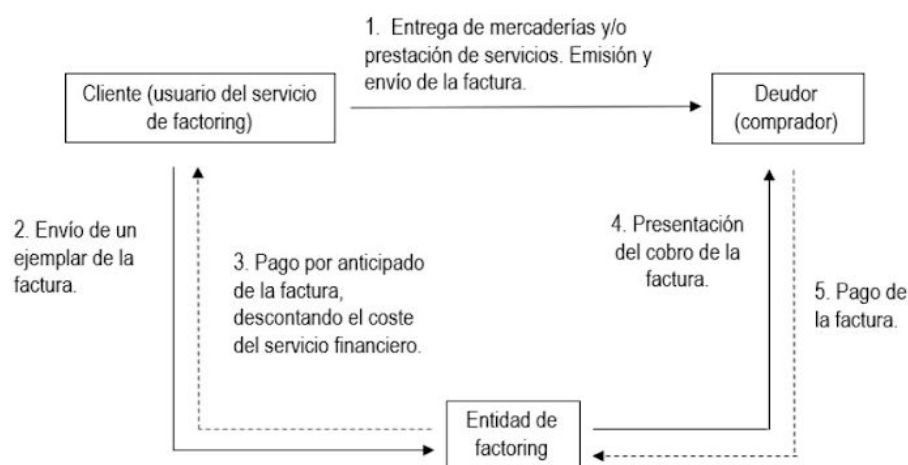 1. Entrega de mercaderías y/o
prestación de servicios. Emisión y
envío de la factura.
Cliente (usuario del servicio
de factoring)
Deudor
(comprador)
2. Envío de un
ejemplar de la
factura.
3. Pago por anticipado
de la factura,
descontando el coste
del servicio financiero.
4. Presentación
del cobro de la
factura.
5. Pago de
la factura.
Entidad de
factoring